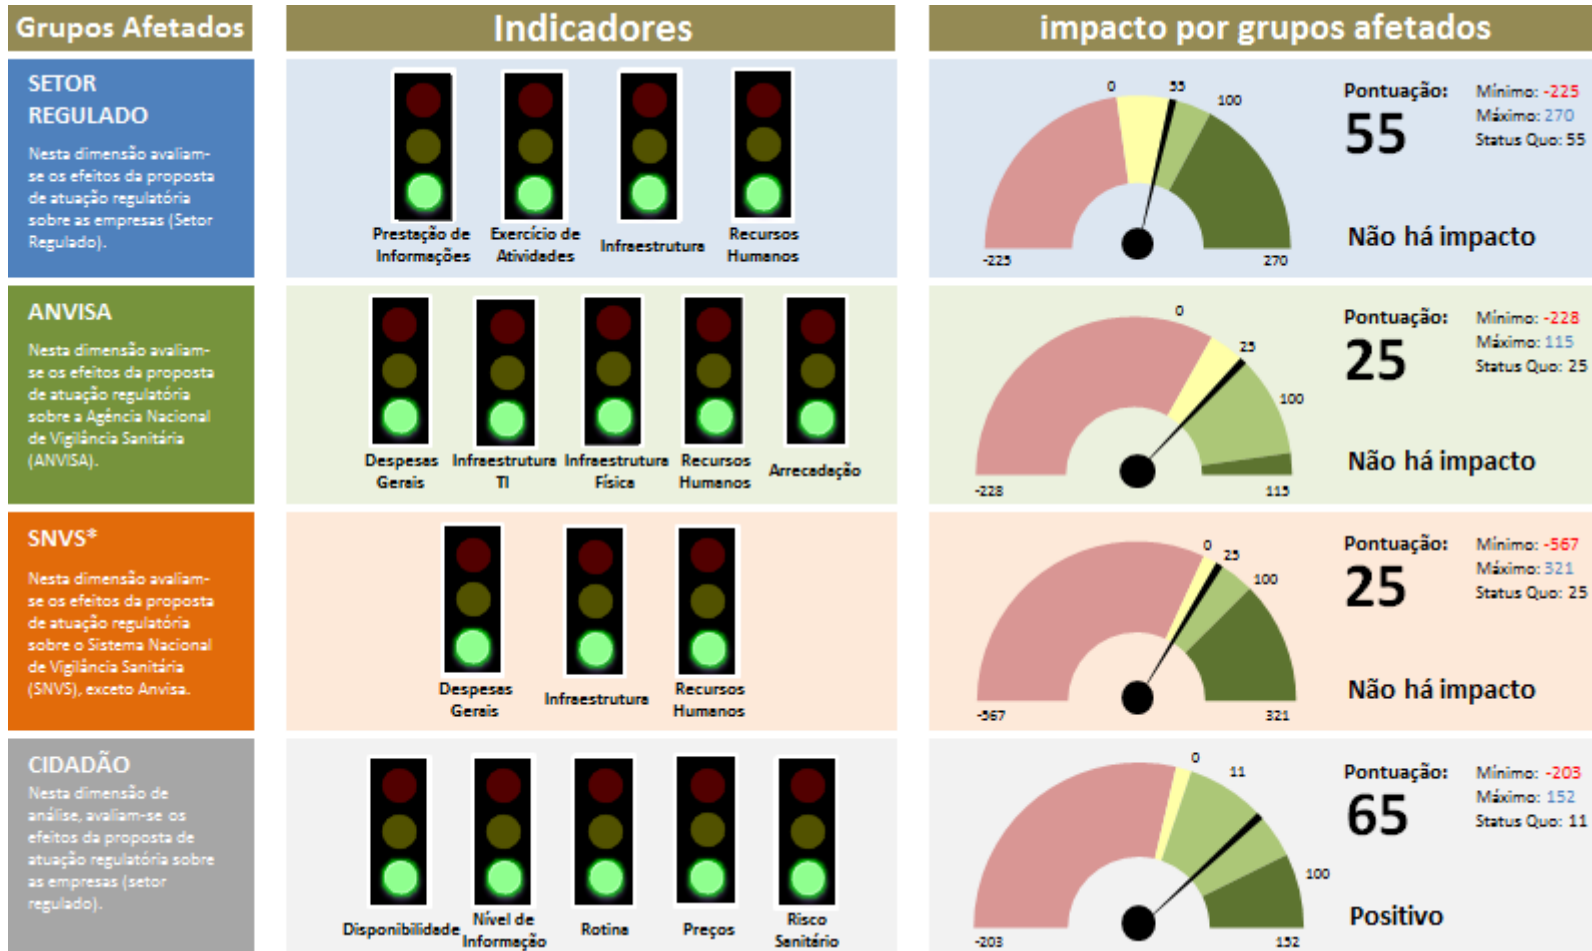 Grupos Afetados
Indicadores
impacto por grupos afetados
SETOR
REGULADO
Nesta dimensão avaliam-
se os efeitos da proposta
de atuação regulatória
sobre as empresas (Setor
Regulado).
Prestação de
Informações
Exercício de
Atividades
Infraestrutura
Recursos
Humanos
0
55
100
-225
270
Pontuação:
55
Mínimo: -225
Máximo: 270
Status Quo: 55
Não há impacto
ANVISA
Nesta dimensão avaliam-
se os efeitos da proposta
de atuação regulatória
sobre a Agência Nacional
de Vigilância Sanitária
(ANVISA).
Despesas
Gerais
Infraestrutura
TI
Infraestrutura
Física
Recursos
Humanos
Arrecadação
0
25
100
-228
115
Pontuação:
25
Mínimo: -228
Máximo: 115
Status Quo: 25
Não há impacto
SNVS*
Nesta dimensão avaliam-
se os efeitos da proposta
de atuação regulatória
sobre o Sistema Nacional
de Vigilância Sanitária
(SNVS), exceto Anvisa.
Despesas
Gerais
Infraestrutura
Recursos
Humanos
0
25
100
-567
321
Pontuação:
25
Mínimo: -567
Máximo: 321
Status Quo: 25
Não há impacto
CIDADÃO
Nesta dimensão de
análise, avaliam-se os
efeitos da proposta de
atuação regulatória sobre
as empresas (setor
regulado).
Disponibilidade
Nível de
Informação
Rotina
Preços
Risco
Sanitário
0
11
100
-203
152
Pontuação:
65
Mínimo: -203
Máximo: 152
Status Quo: 11
Positivo